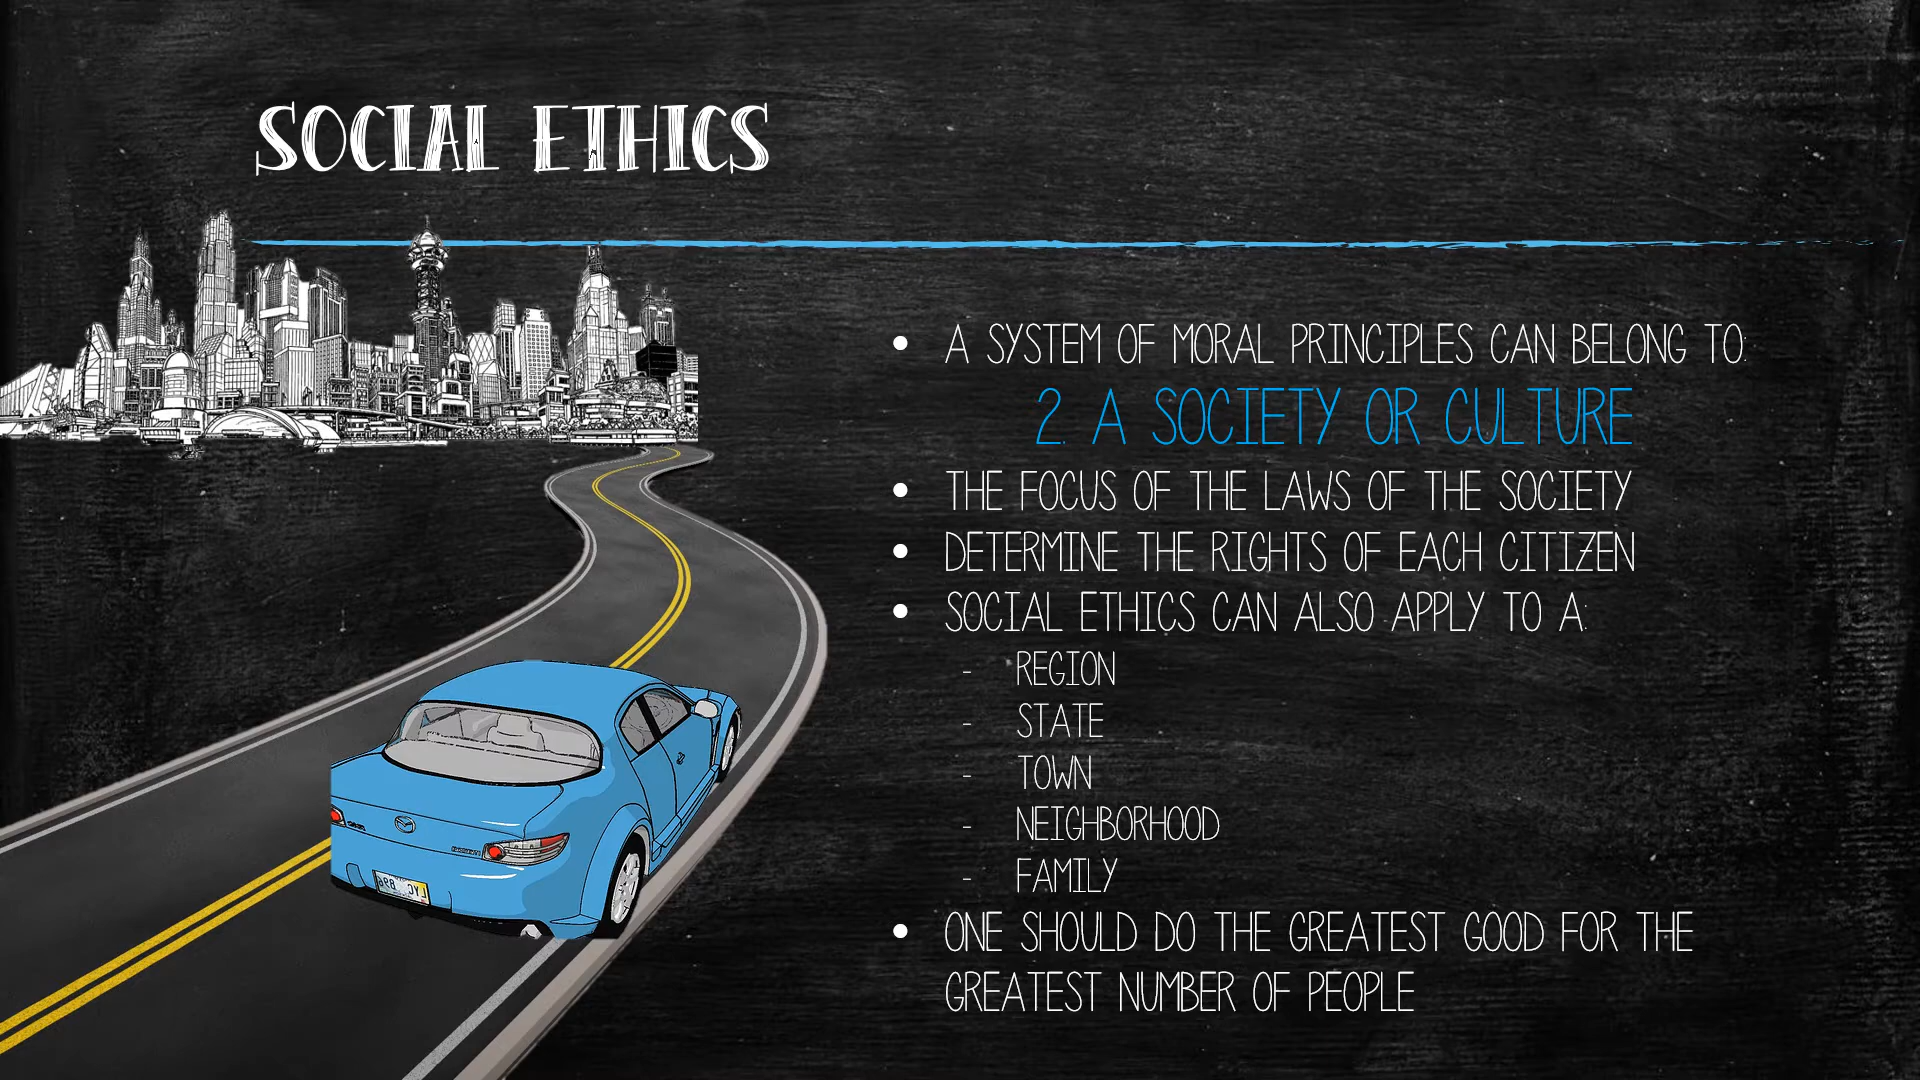 SOCIAL ETHICS
• A SYSTEM OF MORAL PRINCIPLES CAN BELONG TO:
2. A SOCIETY OR CULTURE
• THE FOCUS OF THE LAWS OF THE SOCIETY
• DETERMINE THE RIGHTS OF EACH CITIZEN
• SOCIAL ETHICS CAN ALSO APPLY TO A:
- REGION
- STATE
- TOWN
- NEIGHBORHOOD
- FAMILY
• ONE SHOULD DO THE GREATEST GOOD FOR THE
GREATEST NUMBER OF PEOPLE